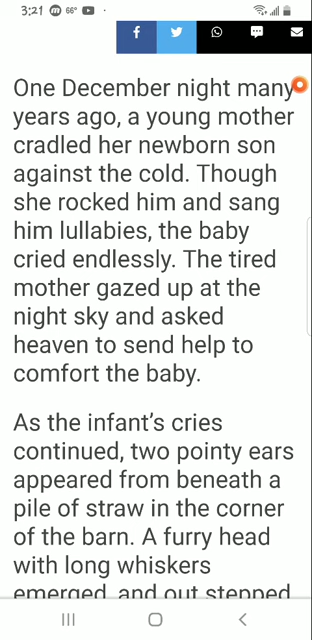 3:21 66°
One December night many
years ago, a young mother
cradled her newborn son
against the cold. Though
she rocked him and sang
him lullabies, the baby
cried endlessly. The tired
mother gazed up at the
night sky and asked
heaven to send help to
comfort the baby.
As the infant's cries
continued, two pointy ears
appeared from beneath a
pile of straw in the corner
of the barn. A furry head
with long whiskers
emerged, and out stepped